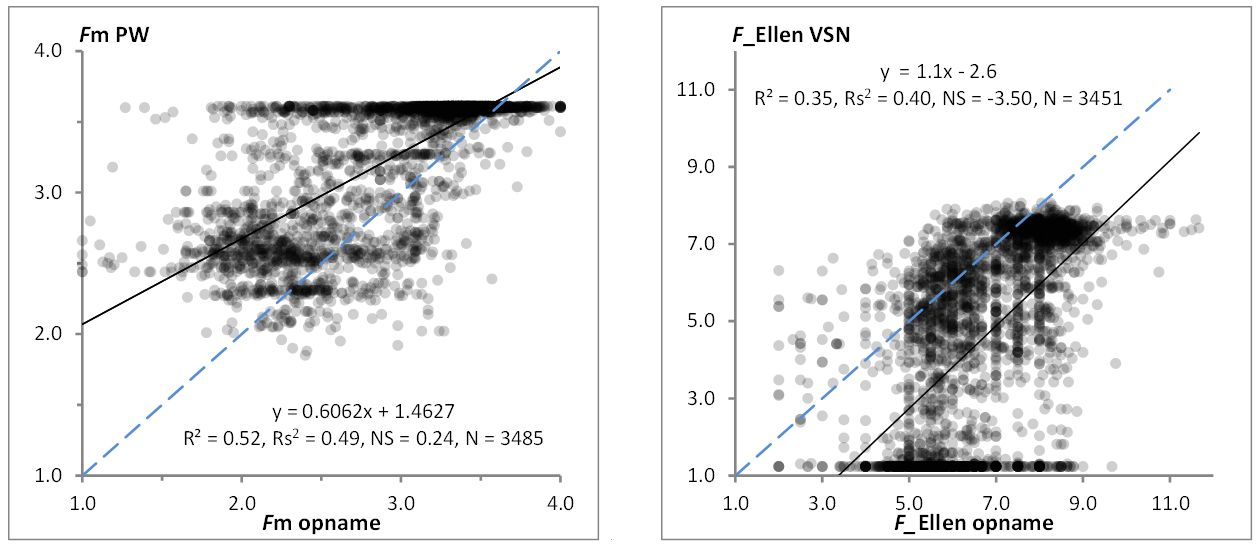 Fm PW
4.0
3.0
2.0
1.0
y = 0.6062x + 1.4627
R² = 0.52, Rs² = 0.49, NS = 0.24, N = 3485
1.0 2.0 3.0 4.0
Fm opname
F_Ellen VSN
y = 1.1x - 2.6
R² = 0.35, Rs² = 0.40, NS = -3.50, N = 3451
11.0
9.0
7.0
5.0
3.0
1.0
1.0 3.0 5.0 7.0 9.0 11.0
F_Ellen opname